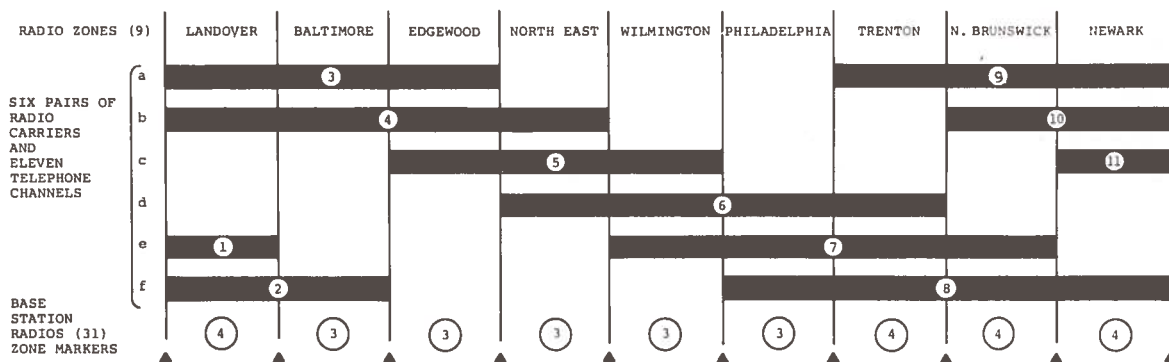 RADIO ZONES (9) LANDOVER BALTIMORE EDGEWOOD NORTH EAST WILMINGTON PHILADELPHIA TRENTON N. BRUNSWICK NEWARK
a 3 9
SIX PAIRS OF
RADIO
CARRIERS
AND
ELEVEN
TELEPHONE
CHANNELS
b 4 10
c 5 11
d 6
e 1 7
f 2 8
BASE
STATION
RADIOS (31)
ZONE MARKERS
4 3 3 3 3 3 4 4 4